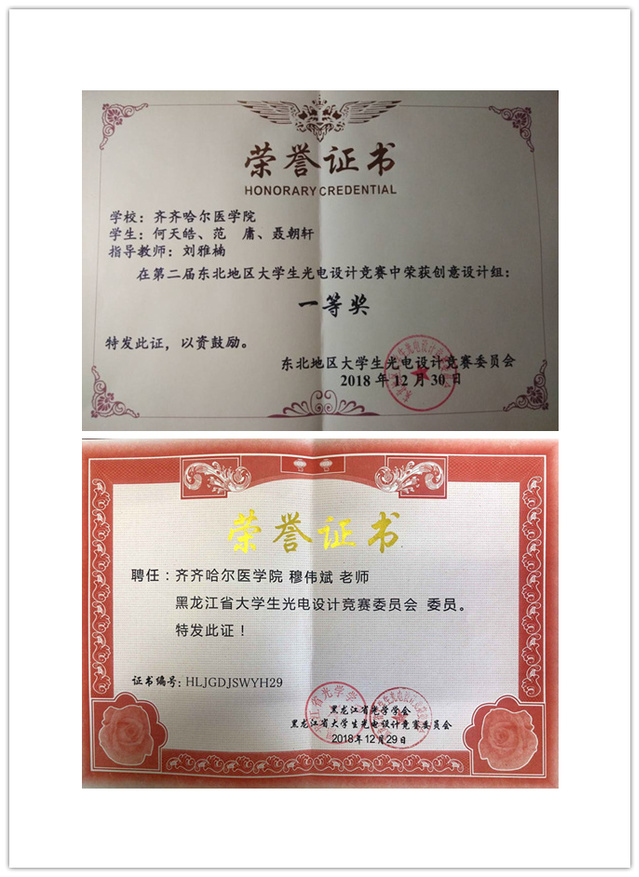 荣誉证书
HONORARY CREDENTIAL
学校：齐齐哈尔医学院
学生：何天皓、范　庸、聂朝轩
指导教师：刘雅楠
在第二届东北地区大学生光电设计竞赛中荣获创意设计组：
一等奖
特发此证，以资鼓励。
东北地区大学生光电设计竞赛委员会
2018年12月30日
荣誉证书
聘任：齐齐哈尔医学院 穆伟斌 老师
黑龙江省大学生光电设计竞赛委员会 委员。
特发此证！
证书编号：HLJGDJSWYH29
黑龙江省光学学会
黑龙江省大学生光电设计竞赛委员会
2018年12月29日